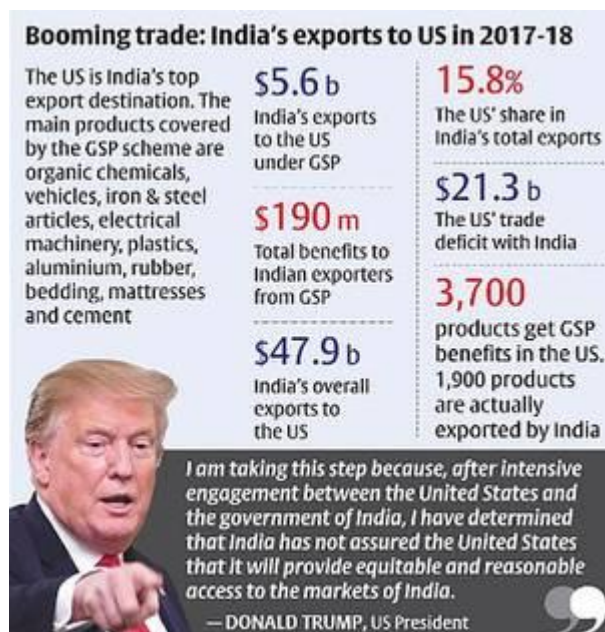 Booming trade: India's exports to US in 2017-18
The US is India's top
export destination. The
main products covered
by the GSP scheme are
organic chemicals,
vehicles, iron & steel
articles, electrical
machinery, plastics,
aluminium, rubber,
bedding, mattresses
and cement
$5.6 b
India's exports
to the US
under GSP
$190 m
Total benefits to
Indian exporters
from GSP
$47.9 b
India's overall
exports to
the US
15.8%
The US' share in
India's total exports
$21.3 b
The US' trade
deficit with India
3,700
products get GSP
benefits in the US.
1,900 products
are actually
exported by India
I am taking this step because, after intensive
engagement between the United States and
the government of India, I have determined
that India has not assured the United States
that it will provide equitable and reasonable
access to the markets of India.
— DONALD TRUMP, US President